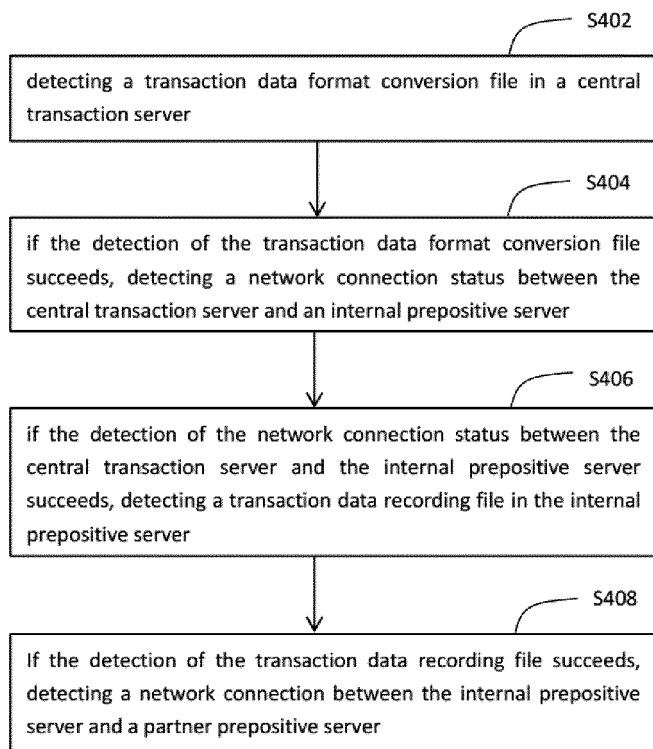 S402
detecting a transaction data format conversion file in a central
transaction server
S404
if the detection of the transaction data format conversion file
succeeds, detecting a network connection status between the
central transaction server and an internal prepositive server
S406
if the detection of the network connection status between the
central transaction server and the internal prepositive server
succeeds, detecting a transaction data recording file in the internal
prepositive server
S408
If the detection of the transaction data recording file succeeds,
detecting a network connection between the internal prepositive
server and a partner prepositive server